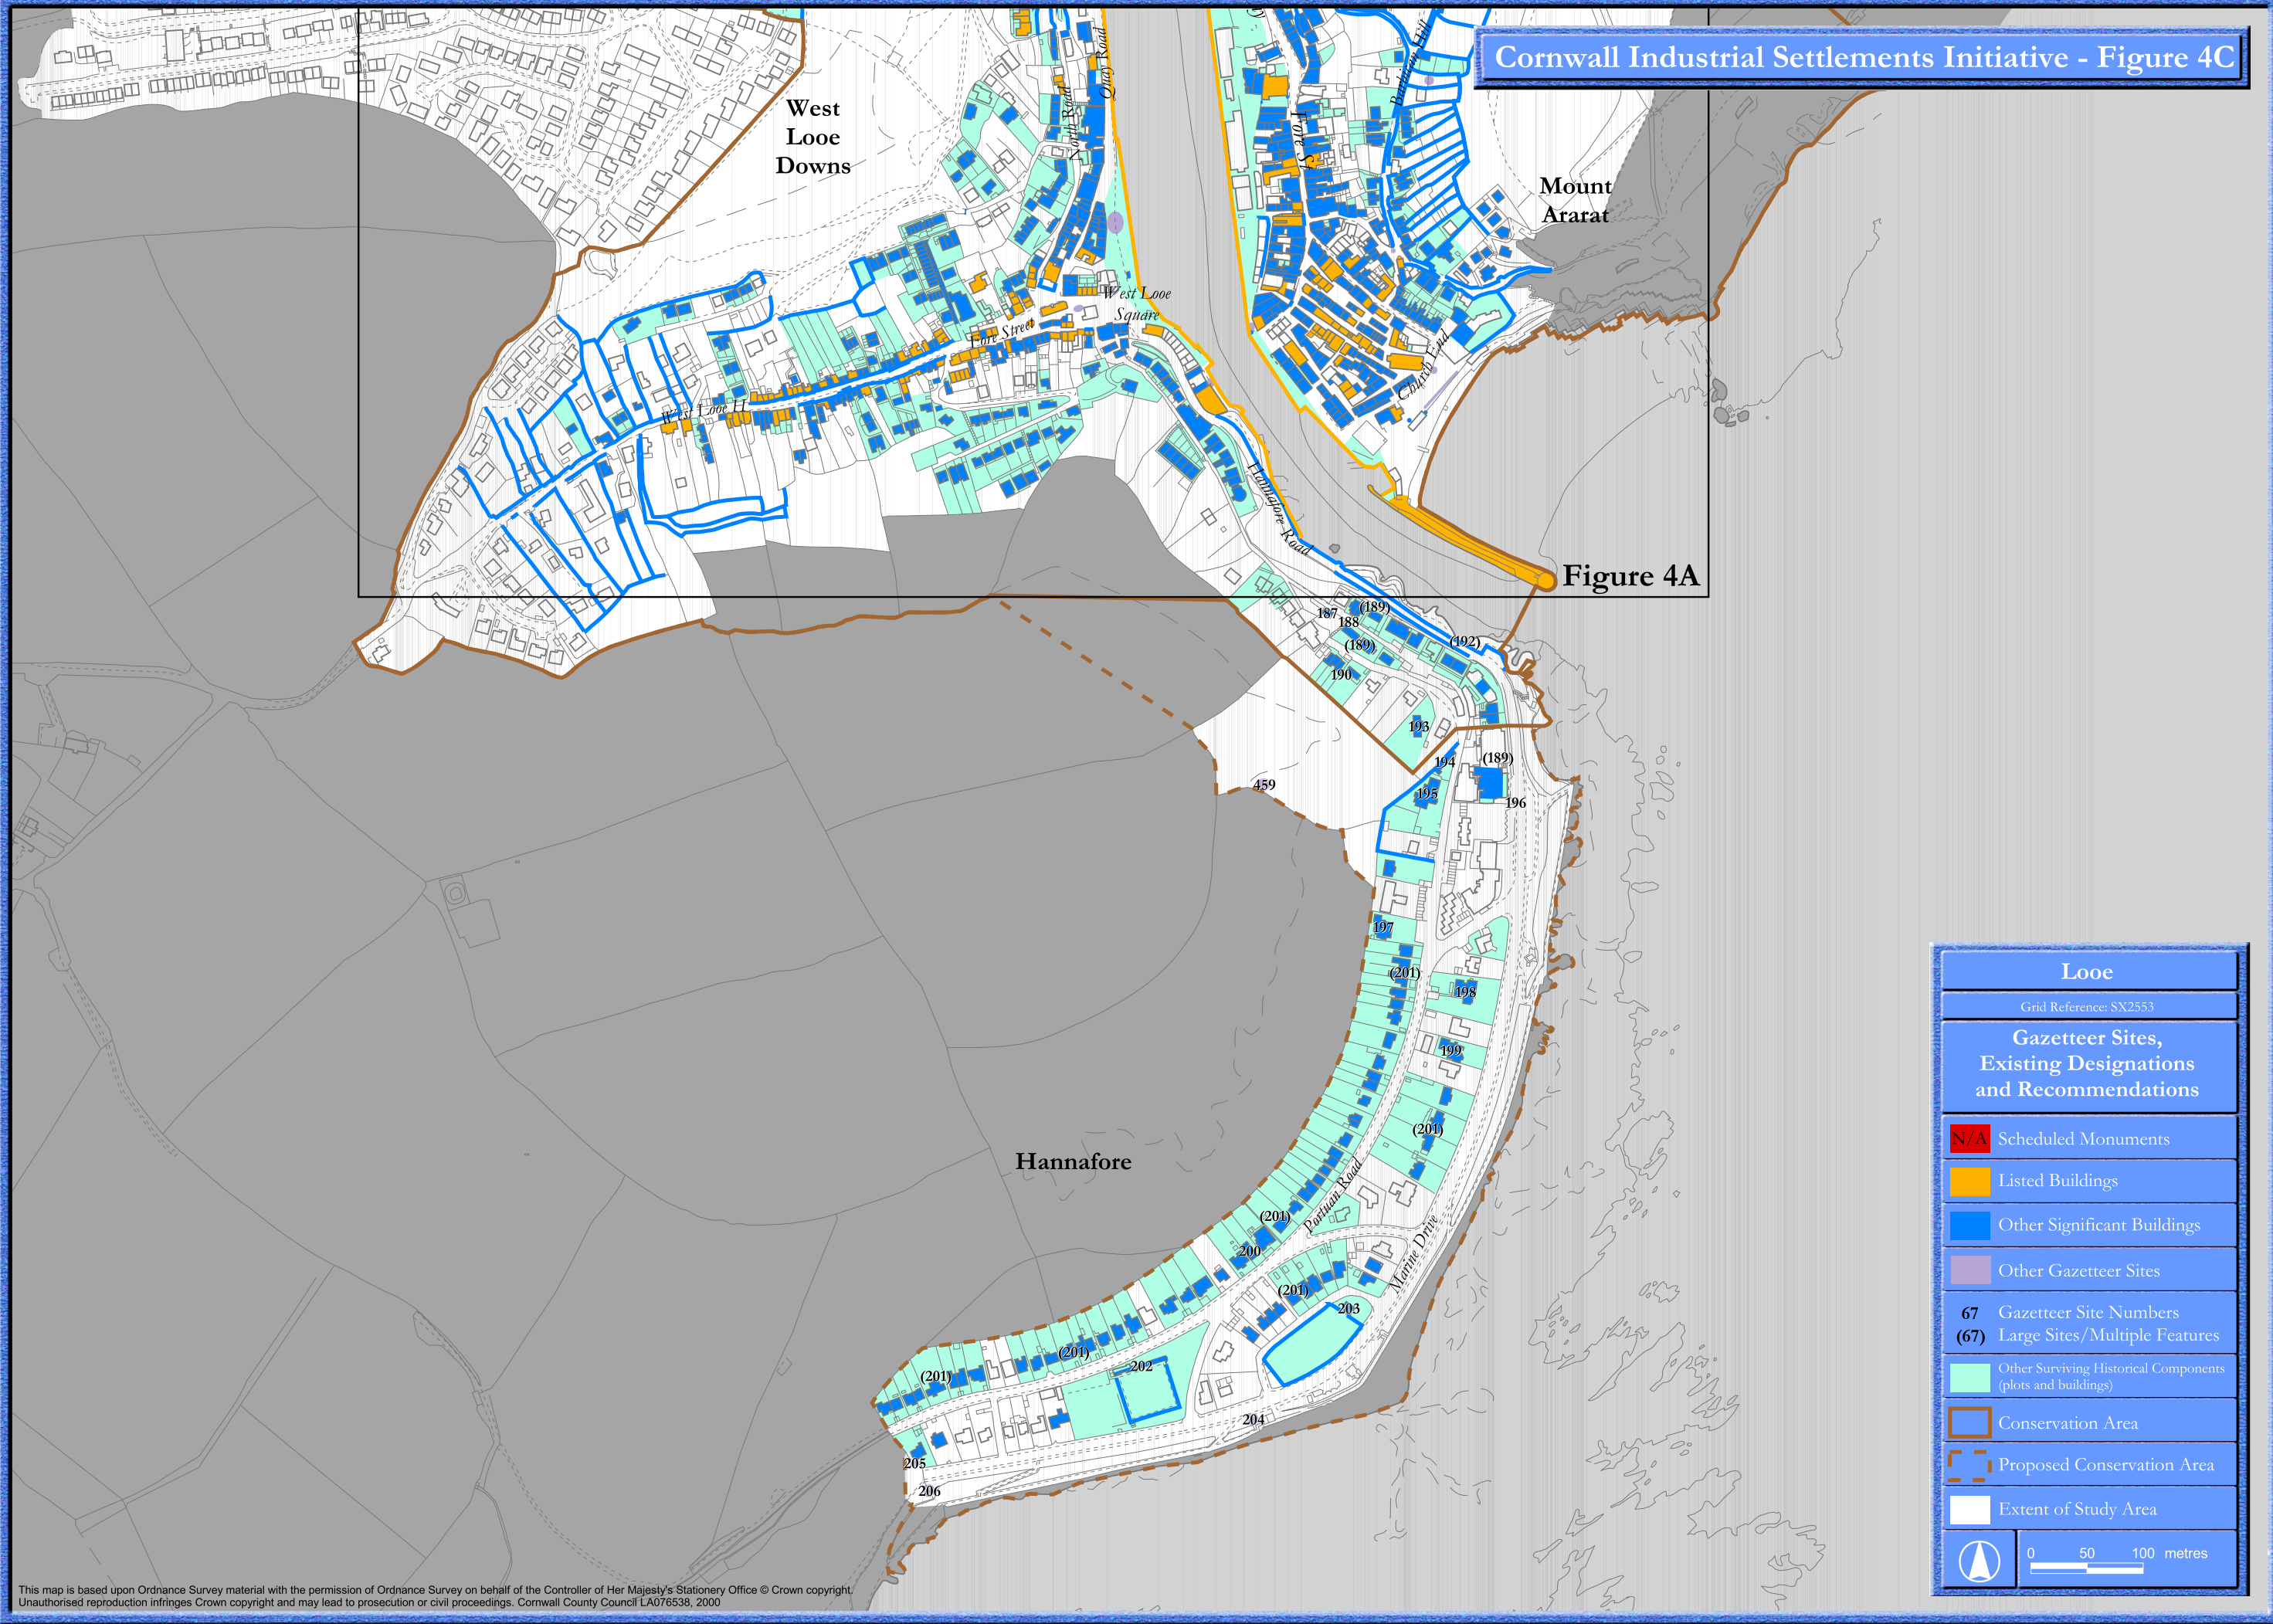 Cornwall Industrial Settlements Initiative - Figure 4C
West
Looe
Downs
North Road
Quay Road
Fore St
Barbican Hill
Mount
Ararat
West Looe
Square
Fore Street
West Looe H
Church End
Hannafore Road
Figure 4A
187
188
(189)
(189)
190
(192)
193
194
(189)
195
196
459
197
(201)
198
199
(201)
Hannafore
Portuan Road
(201)
200
Marine Drive
(201)
203
(201)
202
(201)
204
205
206
Looe
Grid Reference: SX2553
Gazetteer Sites,
Existing Designations
and Recommendations
N/A Scheduled Monuments
Listed Buildings
Other Significant Buildings
Other Gazetteer Sites
67 Gazetteer Site Numbers
(67) Large Sites/Multiple Features
Other Surviving Historical Components
(plots and buildings)
Conservation Area
Proposed Conservation Area
Extent of Study Area
0 50 100 metres
This map is based upon Ordnance Survey material with the permission of Ordnance Survey on behalf of the Controller of Her Majesty's Stationery Office © Crown copyright.
Unauthorised reproduction infringes Crown copyright and may lead to prosecution or civil proceedings. Cornwall County Council LA076538, 2000